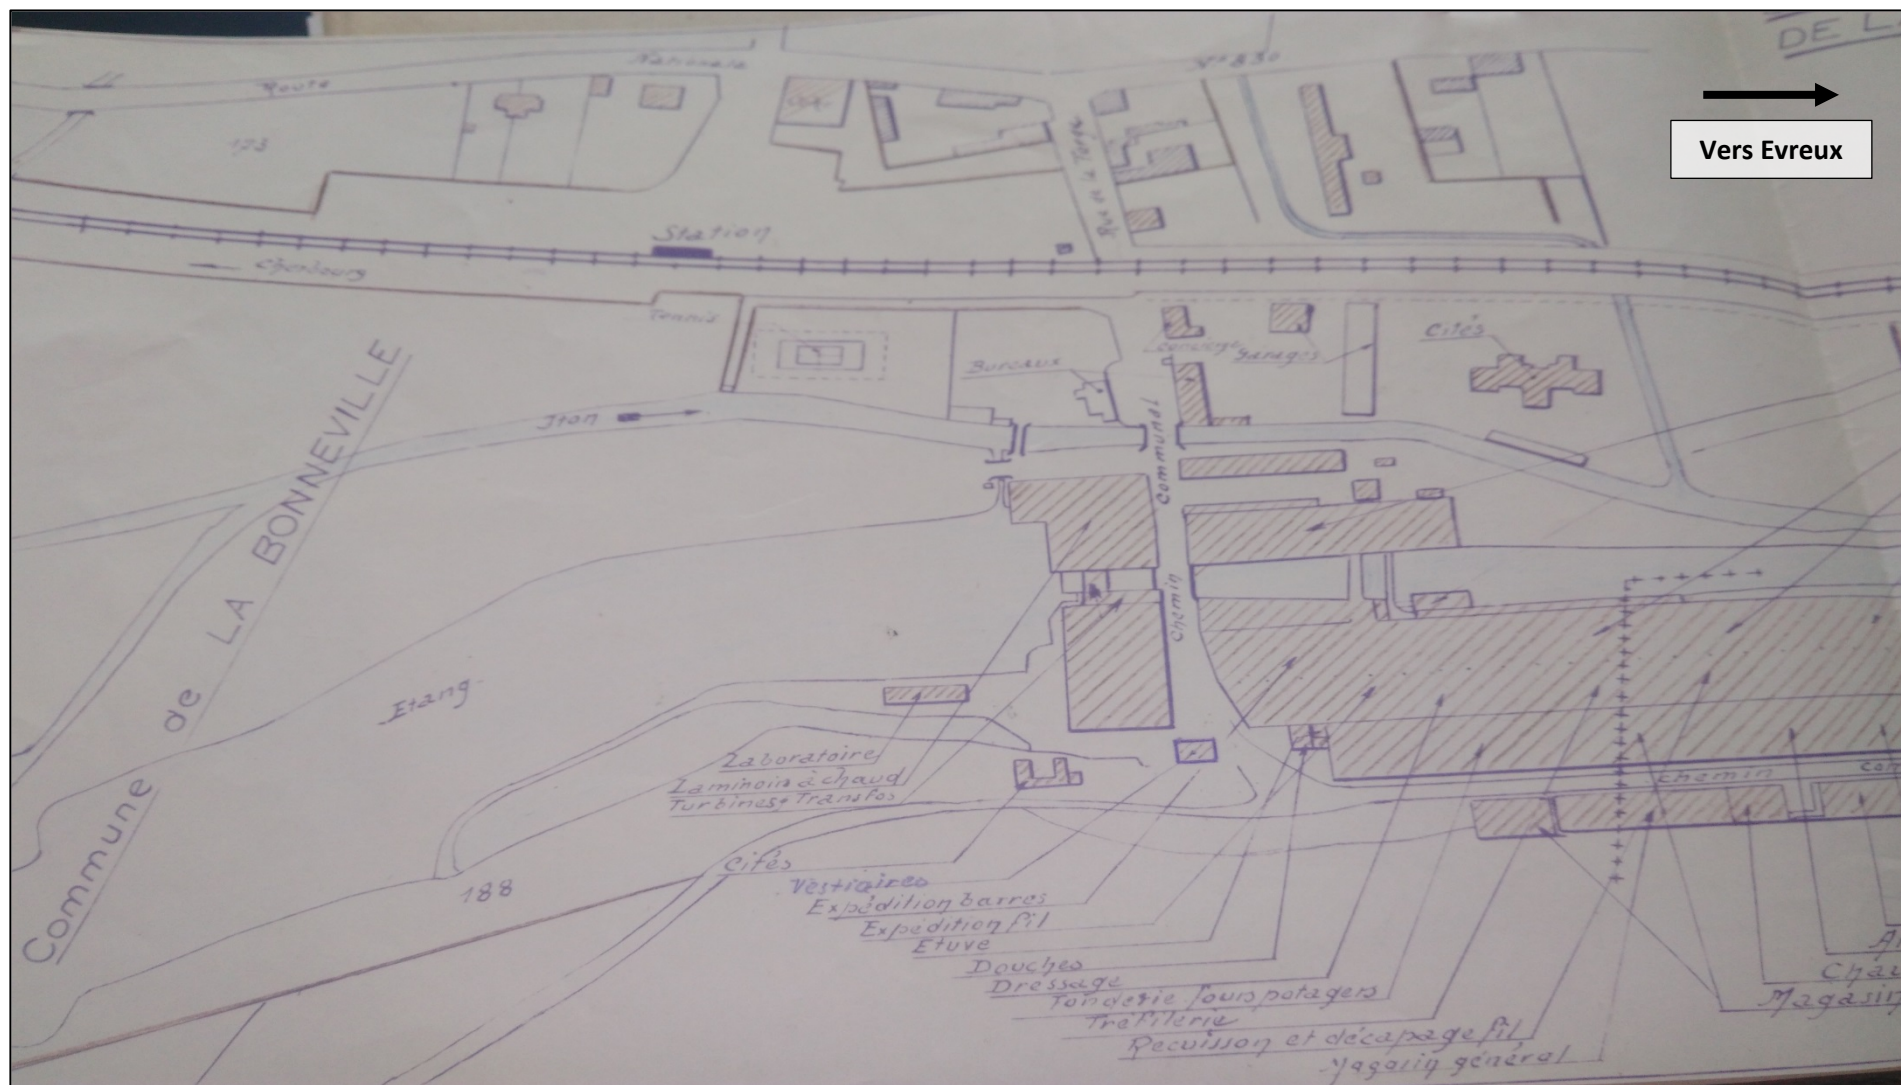 DE L
Route
Nationale
N° 830
123
Vers Evreux
Station
Cherbourg
Tennis
Bureaux
Concierge
Garages
Cités
Iton
Chemin Communal
Commune de LA BONNEVILLE
Etang
Laboratoire
Laminoir à chaud
Turbines + Transfos
Chemin
188
Cités
Vestiaires
Expédition barres
Expédition fil
Etuve
Douches
Dressage
Fonderie fours potagers
Tréfilerie
Recuisson et décapage fil
Magasin général
Magasin